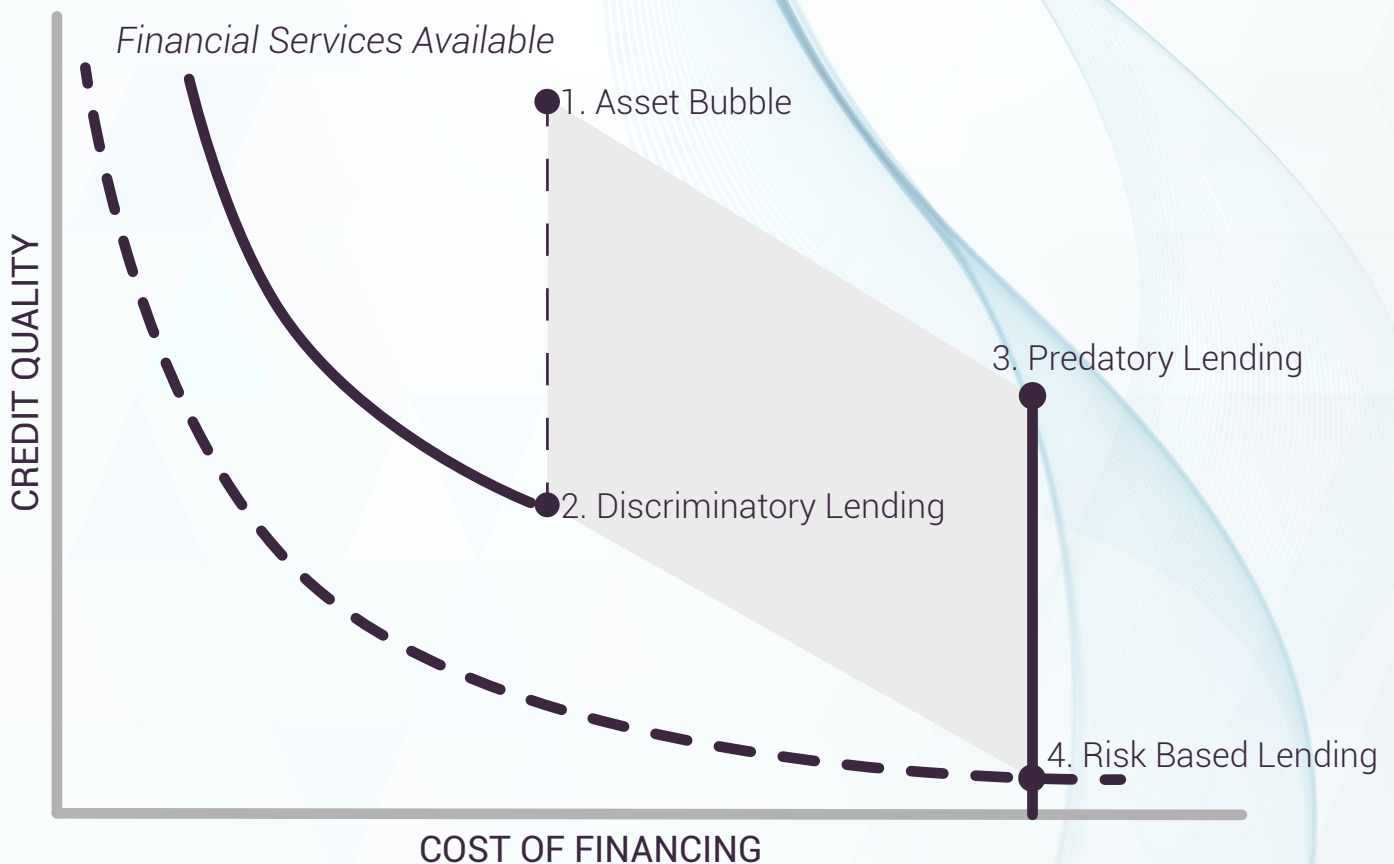 Financial Services Available
1. Asset Bubble
CREDIT QUALITY
3. Predatory Lending
2. Discriminatory Lending
4. Risk Based Lending
COST OF FINANCING